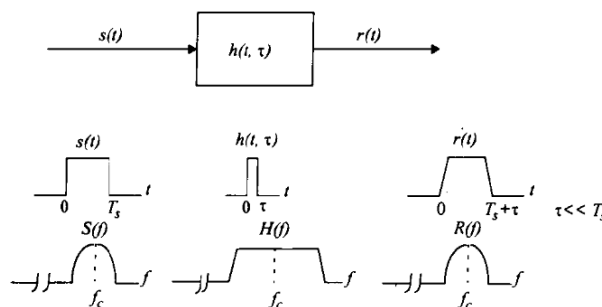 s(t) h(t, τ) r(t)
s(t) h(t, τ) r(t)
t t t
0 T_s 0 τ 0 T_s+τ τ<< T_s
S(f) H(f) R(f)
f f f
f_c f_c f_c